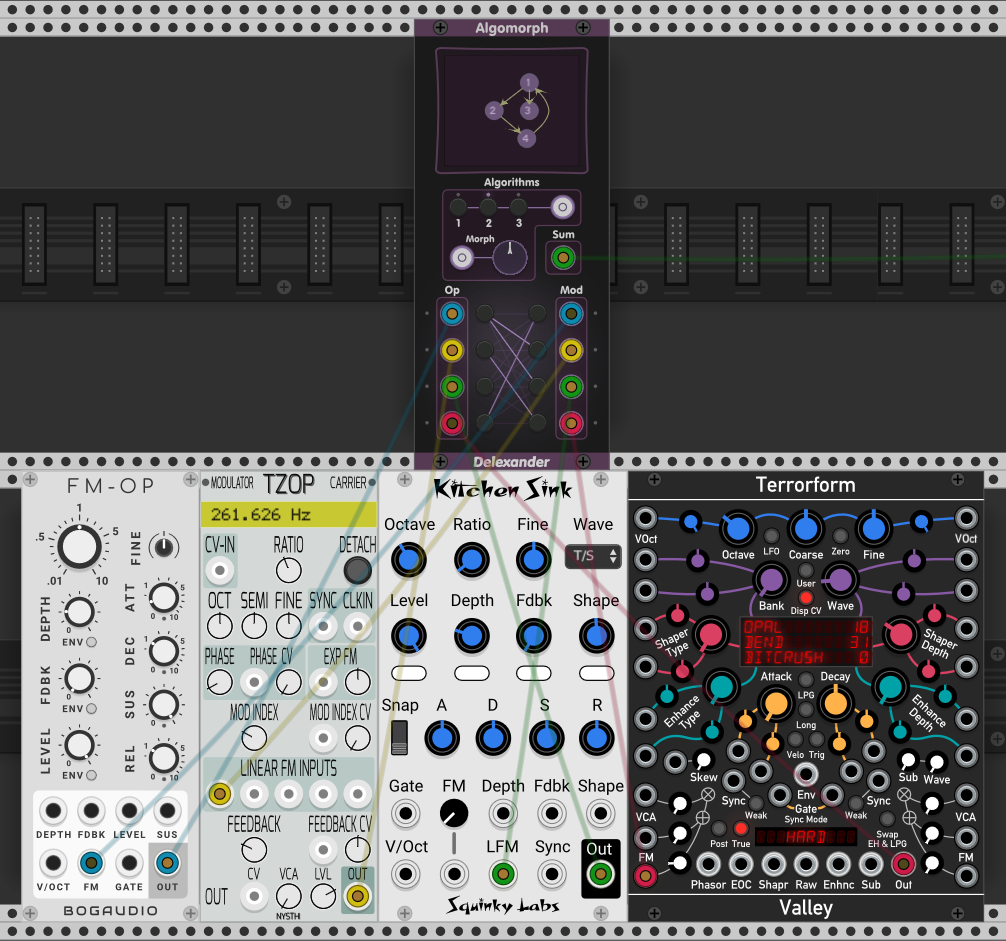 Algomorph
1
2
3
4
Algorithms
1 2 3
Morph
Sum
Op
Mod
Delexander
FM-OP
1
.5
5
.01
10
FINE
DEPTH
ENV
ATT
0
10
FDBK
ENV
DEC
0
10
SUS
0
10
LEVEL
ENV
REL
0
10
DEPTH FDBK LEVEL SUS
V/OCT FM GATE OUT
BOGAUDIO
MODULATOR TZOP CARRIER
261.626 Hz
CV-IN
RATIO
DETACH
OCT SEMI FINE SYNC CLKIN
PHASE PHASE CV EXP FM
MOD INDEX MOD INDEX CV
LINEAR FM INPUTS
FEEDBACK FEEDBACK CV
OUT
CV VCA LVL OUT
NYSTHI
Kitchen Sink
Octave Ratio Fine Wave
T/S
Level Depth Fdbk Shape
Snap A D S R
Gate FM Depth Fdbk Shape
V/Oct LFM Sync Out
Squinky Labs
Terrorform
VOct
Octave
LFO
Coarse
Zero
Fine
VOct
User
Bank
Disp CV
Wave
Shaper Type
OPAL 18
BEND 31
BITCRUSH 0
Shaper Depth
Enhance Type
Attack
LPG
Decay
Enhance Depth
Long
Velo Trig
Skew
Sub Wave
Sync
Env
Gate
Sync
VCA
Weak
Sync Mode
Weak
VCA
Post True
HARD
Swap
EH & LPG
FM
FM
Phasor EOC Shapr Raw Enhnc Sub Out
Valley